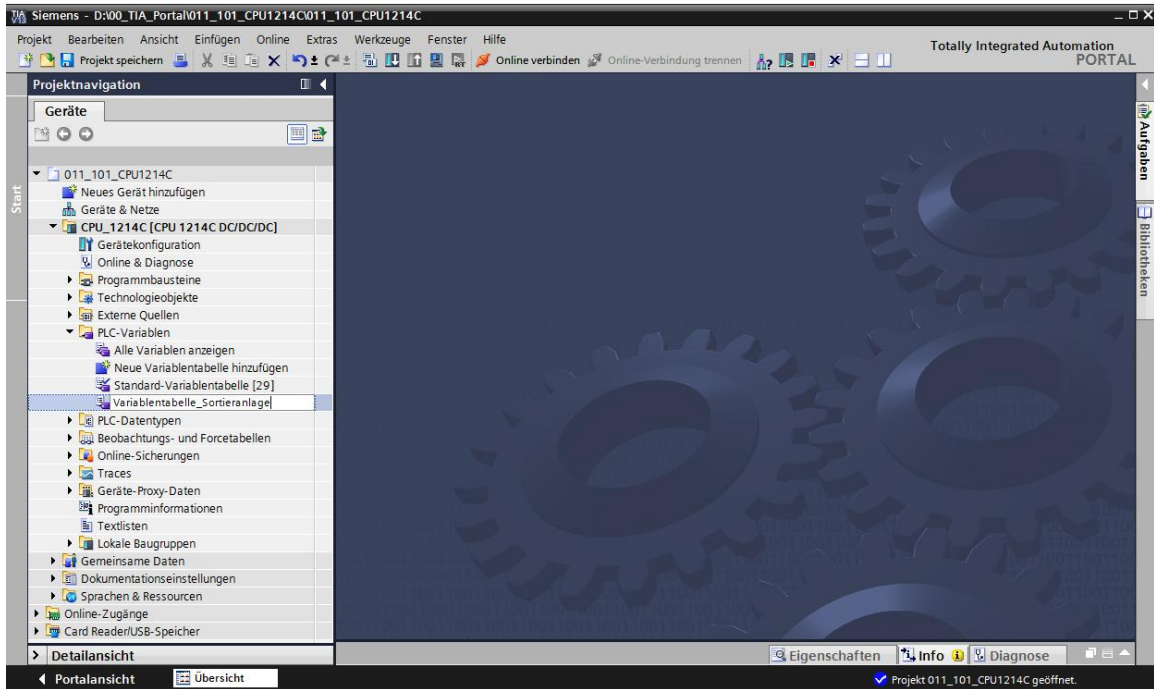 Siemens - D:\00_TIA_Portal\011_101_CPU1214C\011_101_CPU1214C
Projekt Bearbeiten Ansicht Einfügen Online Extras Werkzeuge Fenster Hilfe
Totally Integrated Automation
PORTAL
Projekt speichern Online verbinden Online-Verbindung trennen
Projektnavigation
Geräte
Start
011_101_CPU1214C
Neues Gerät hinzufügen
Geräte & Netze
CPU_1214C [CPU 1214C DC/DC/DC]
Gerätekonfiguration
Online & Diagnose
Programmbausteine
Technologieobjekte
Externe Quellen
PLC-Variablen
Alle Variablen anzeigen
Neue Variablentabelle hinzufügen
Standard-Variablentabelle [29]
Variablentabelle_Sortieranlage
PLC-Datentypen
Beobachtungs- und Forcetabellen
Online-Sicherungen
Traces
Geräte-Proxy-Daten
Programminformationen
Textlisten
Lokale Baugruppen
Gemeinsame Daten
Dokumentationseinstellungen
Sprachen & Ressourcen
Online-Zugänge
Card Reader/USB-Speicher
Detailansicht
Aufgaben
Bibliotheken
Eigenschaften Info Diagnose
Portalansicht Übersicht
Projekt 011_101_CPU1214C geöffnet.